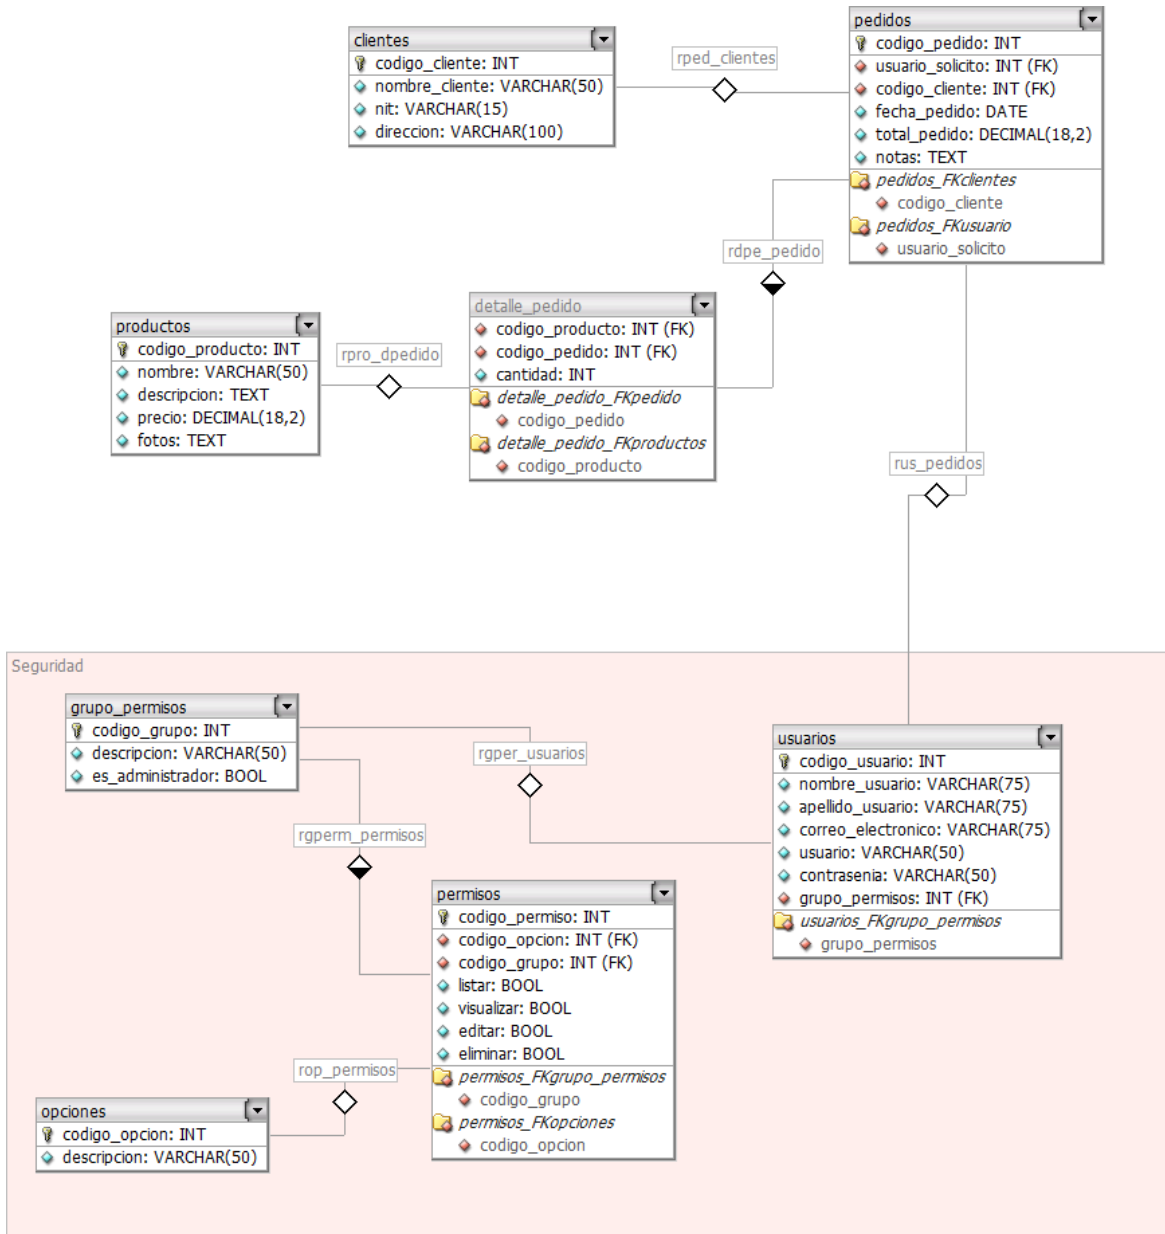 clientes
codigo_cliente: INT
nombre_cliente: VARCHAR(50)
nit: VARCHAR(15)
direccion: VARCHAR(100)
rped_clientes
pedidos
codigo_pedido: INT
usuario_solicito: INT (FK)
codigo_cliente: INT (FK)
fecha_pedido: DATE
total_pedido: DECIMAL(18,2)
notas: TEXT
pedidos_FKclientes
codigo_cliente
pedidos_FKusuario
usuario_solicito
rdpe_pedido
productos
codigo_producto: INT
nombre: VARCHAR(50)
descripcion: TEXT
precio: DECIMAL(18,2)
fotos: TEXT
rpro_dpedido
detalle_pedido
codigo_producto: INT (FK)
codigo_pedido: INT (FK)
cantidad: INT
detalle_pedido_FKpedido
codigo_pedido
detalle_pedido_FKproductos
codigo_producto
rus_pedidos
Seguridad
grupo_permisos
codigo_grupo: INT
descripcion: VARCHAR(50)
es_administrador: BOOL
rgper_usuarios
usuarios
codigo_usuario: INT
nombre_usuario: VARCHAR(75)
apellido_usuario: VARCHAR(75)
correo_electronico: VARCHAR(75)
usuario: VARCHAR(50)
contrasenia: VARCHAR(50)
grupo_permisos: INT (FK)
usuarios_FKgrupo_permisos
grupo_permisos
rgperm_permisos
permisos
codigo_permiso: INT
codigo_opcion: INT (FK)
codigo_grupo: INT (FK)
listar: BOOL
visualizar: BOOL
editar: BOOL
eliminar: BOOL
permisos_FKgrupo_permisos
codigo_grupo
permisos_FKopciones
codigo_opcion
rop_permisos
opciones
codigo_opcion: INT
descripcion: VARCHAR(50)